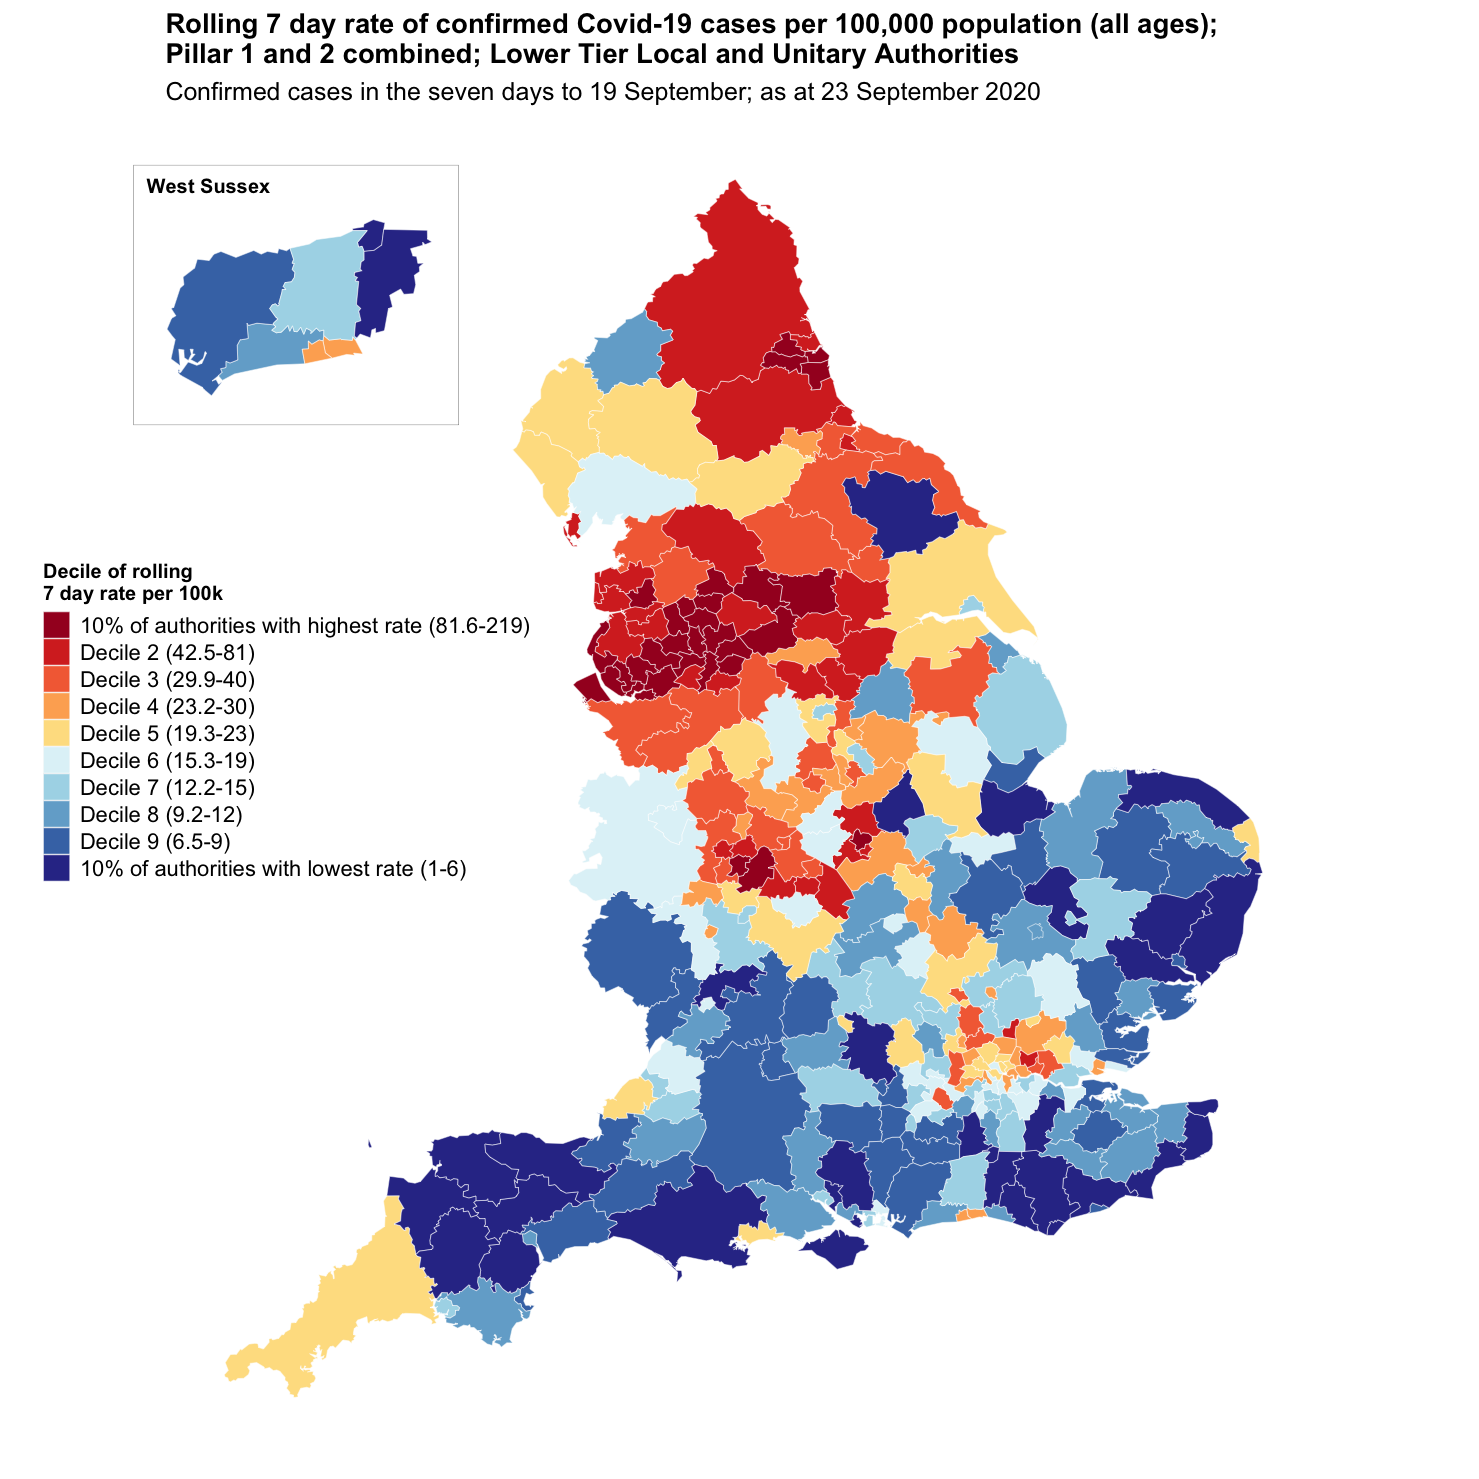 Rolling 7 day rate of confirmed Covid-19 cases per 100,000 population (all ages);
Pillar 1 and 2 combined; Lower Tier Local and Unitary Authorities
Confirmed cases in the seven days to 19 September; as at 23 September 2020
West Sussex
Decile of rolling
7 day rate per 100k
10% of authorities with highest rate (81.6-219)
Decile 2 (42.5-81)
Decile 3 (29.9-40)
Decile 4 (23.2-30)
Decile 5 (19.3-23)
Decile 6 (15.3-19)
Decile 7 (12.2-15)
Decile 8 (9.2-12)
Decile 9 (6.5-9)
10% of authorities with lowest rate (1-6)